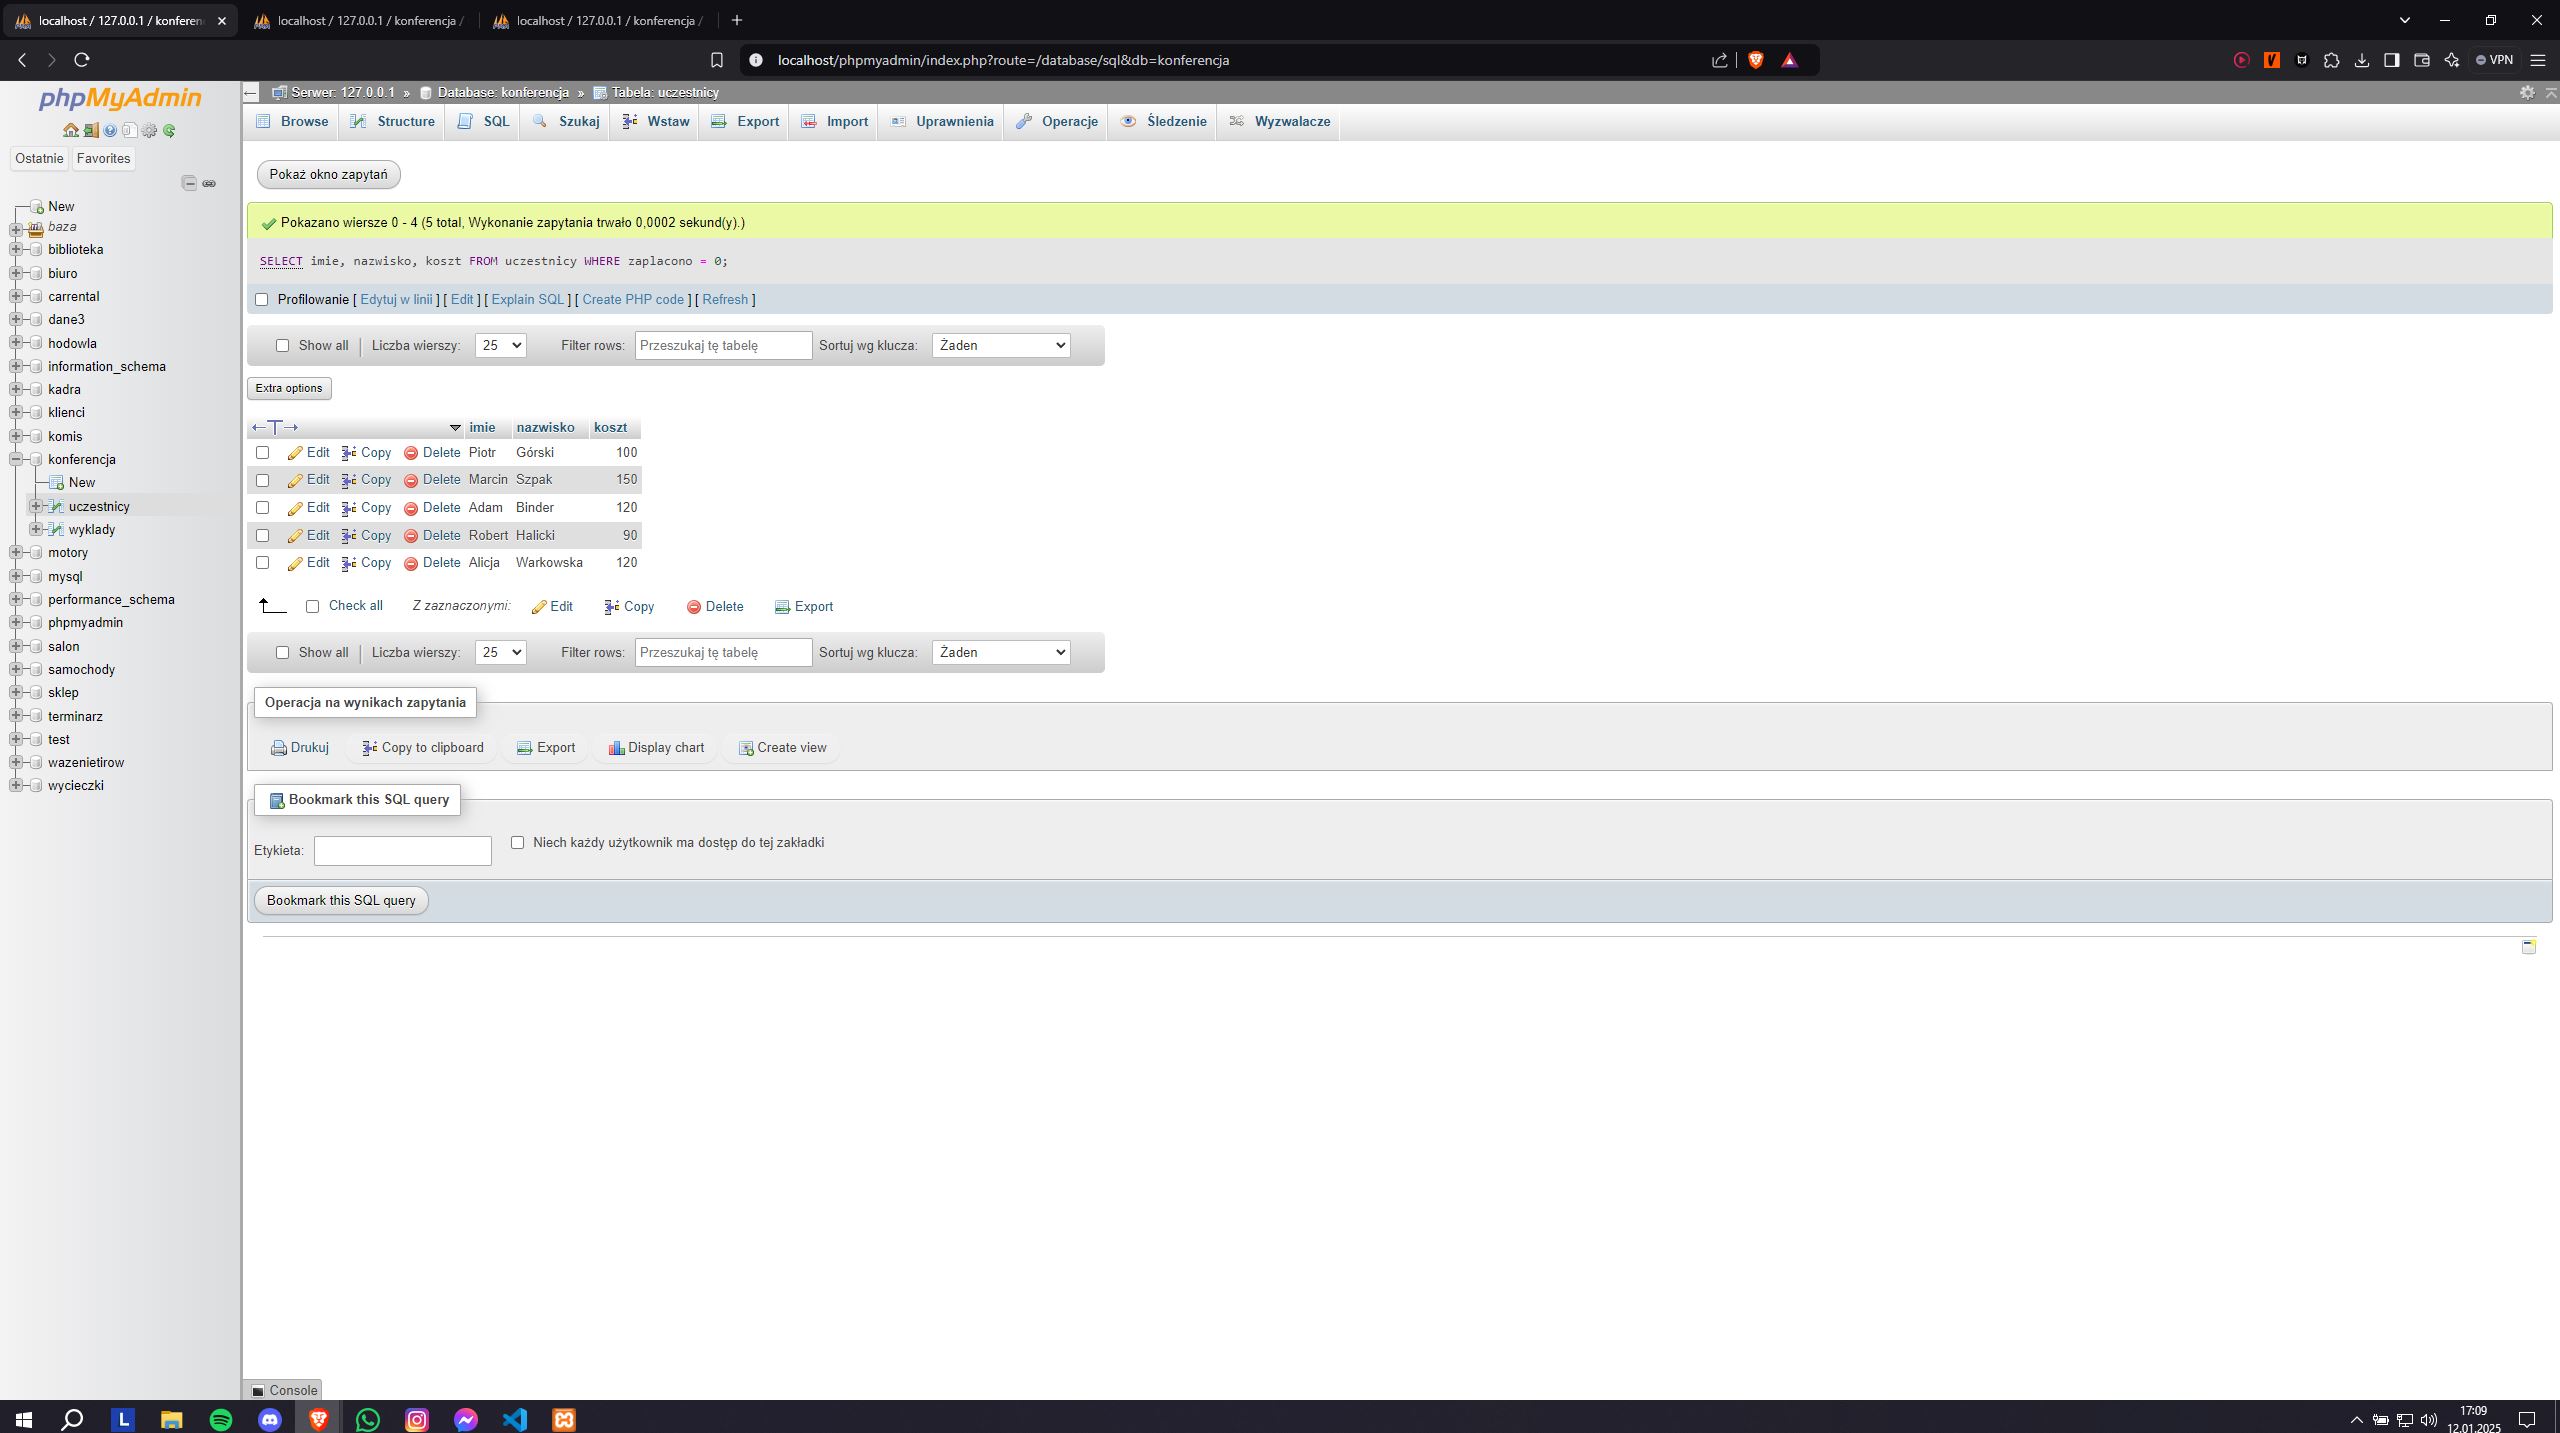 localhost / 127.0.0.1 / konferen
localhost / 127.0.0.1 / konferencja /
localhost / 127.0.0.1 / konferencja /
localhost/phpmyadmin/index.php?route=/database/sql&db=konferencja
VPN
phpMyAdmin
Ostatnie Favorites
New
baza
biblioteka
biuro
carrental
dane3
hodowla
information_schema
kadra
klienci
komis
konferencja
New
uczestnicy
wyklady
motory
mysql
performance_schema
phpmyadmin
salon
samochody
sklep
terminarz
test
wazenietirow
wycieczki
Serwer: 127.0.0.1 » Database: konferencja » Tabela: uczestnicy
Browse Structure SQL Szukaj Wstaw Export Import Uprawnienia Operacje Śledzenie Wyzwalacze
Pokaż okno zapytań
Pokazano wiersze 0 - 4 (5 total, Wykonanie zapytania trwało 0,0002 sekund(y).)
SELECT imie, nazwisko, koszt FROM uczestnicy WHERE zaplacono = 0;
Profilowanie [ Edytuj w linii ] [ Edit ] [ Explain SQL ] [ Create PHP code ] [ Refresh ]
Show all Liczba wierszy: 25 Filter rows: Przeszukaj tę tabelę Sortuj wg klucza: Żaden
Extra options
imie nazwisko koszt
Edit Copy Delete Piotr Górski 100
Edit Copy Delete Marcin Szpak 150
Edit Copy Delete Adam Binder 120
Edit Copy Delete Robert Halicki 90
Edit Copy Delete Alicja Warkowska 120
Check all Z zaznaczonymi: Edit Copy Delete Export
Show all Liczba wierszy: 25 Filter rows: Przeszukaj tę tabelę Sortuj wg klucza: Żaden
Operacja na wynikach zapytania
Drukuj Copy to clipboard Export Display chart Create view
Bookmark this SQL query
Etykieta: Niech każdy użytkownik ma dostęp do tej zakładki
Bookmark this SQL query
Console
L
17:09
12.01.2025